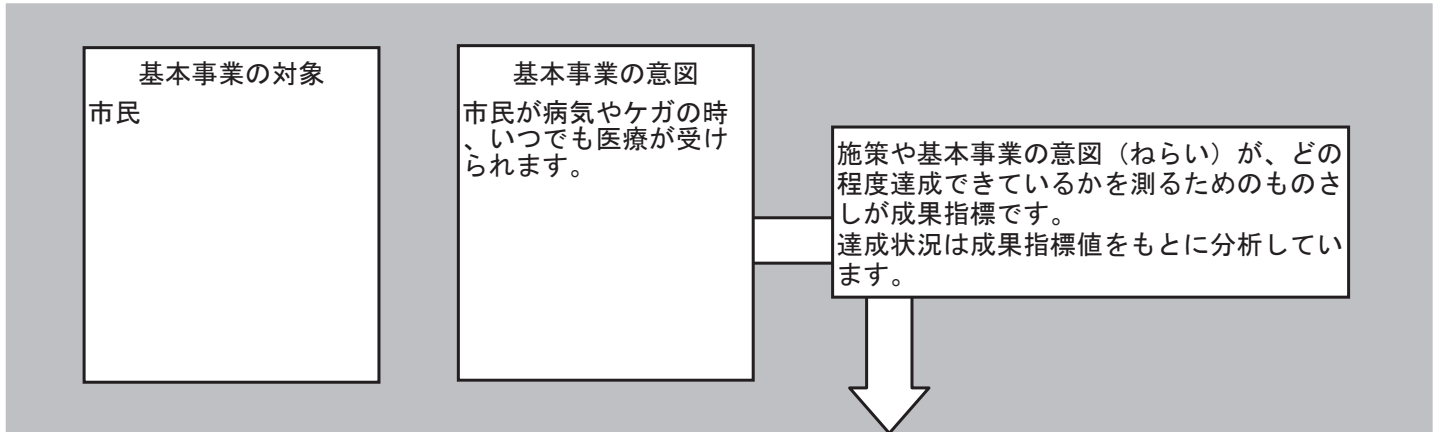 基本事業の対象
市民
基本事業の意図
市民が病気やケガの時
、いつでも医療が受け
られます。
施策や基本事業の意図（ねらい）が、どの
程度達成できているかを測るためのものさ
しが成果指標です。
達成状況は成果指標値をもとに分析してい
ます。